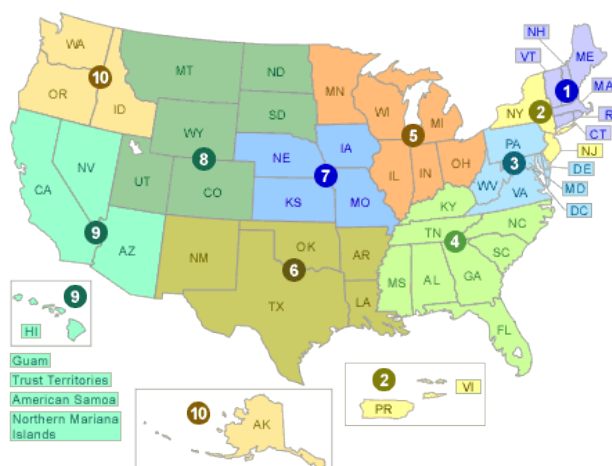 NH
WA
ME
VT
MT
ND
10
MN
MA
OR
1
ID
WI
NY
2
R
SD
MI
5
CT
WY
PA
NJ
8
IA
3
DE
NE
NV
OH
7
IL
IN
WV
MD
UT
CO
VA
CA
KS
MO
DC
KY
9
NC
TN
4
AZ
OK
AR
SC
NM
6
MS
AL
GA
9
TX
LA
HI
FL
Guam
Trust Territories
2
American Samoa
VI
10
PR
Northern Mariana
Islands
AK